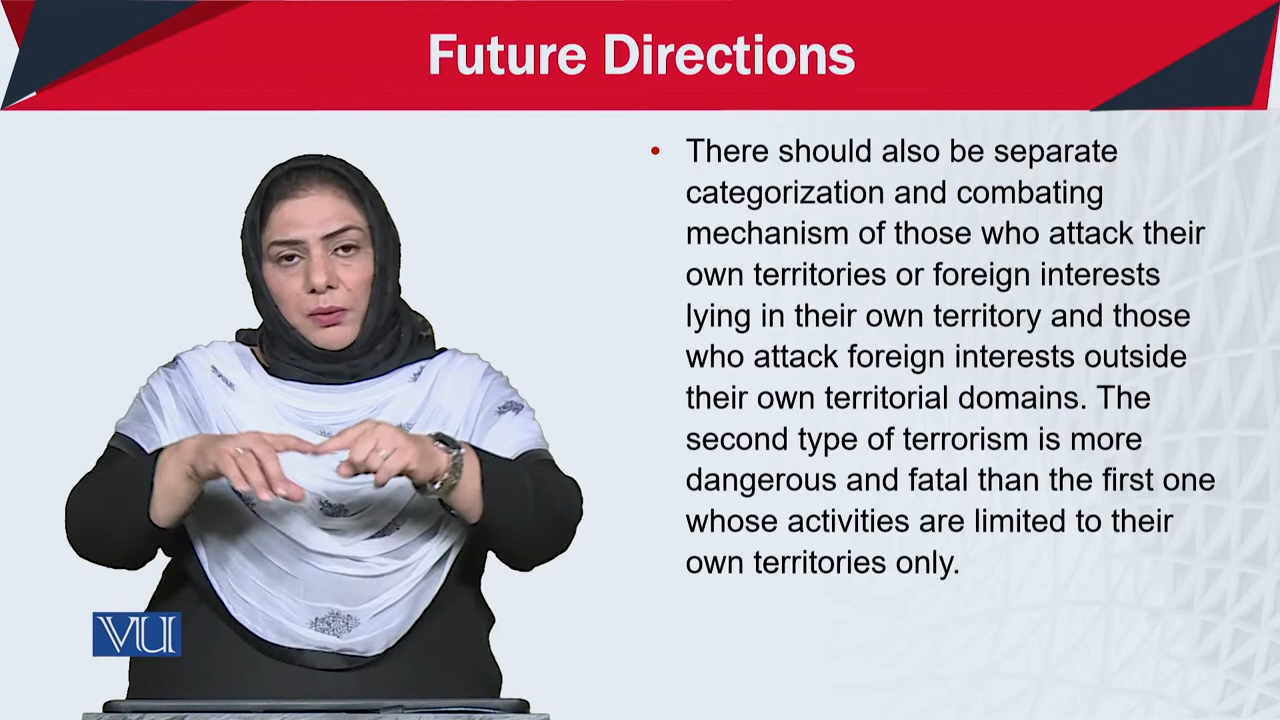 Future Directions
• There should also be separate
categorization and combating
mechanism of those who attack their
own territories or foreign interests
lying in their own territory and those
who attack foreign interests outside
their own territorial domains. The
second type of terrorism is more
dangerous and fatal than the first one
whose activities are limited to their
own territories only.
VU